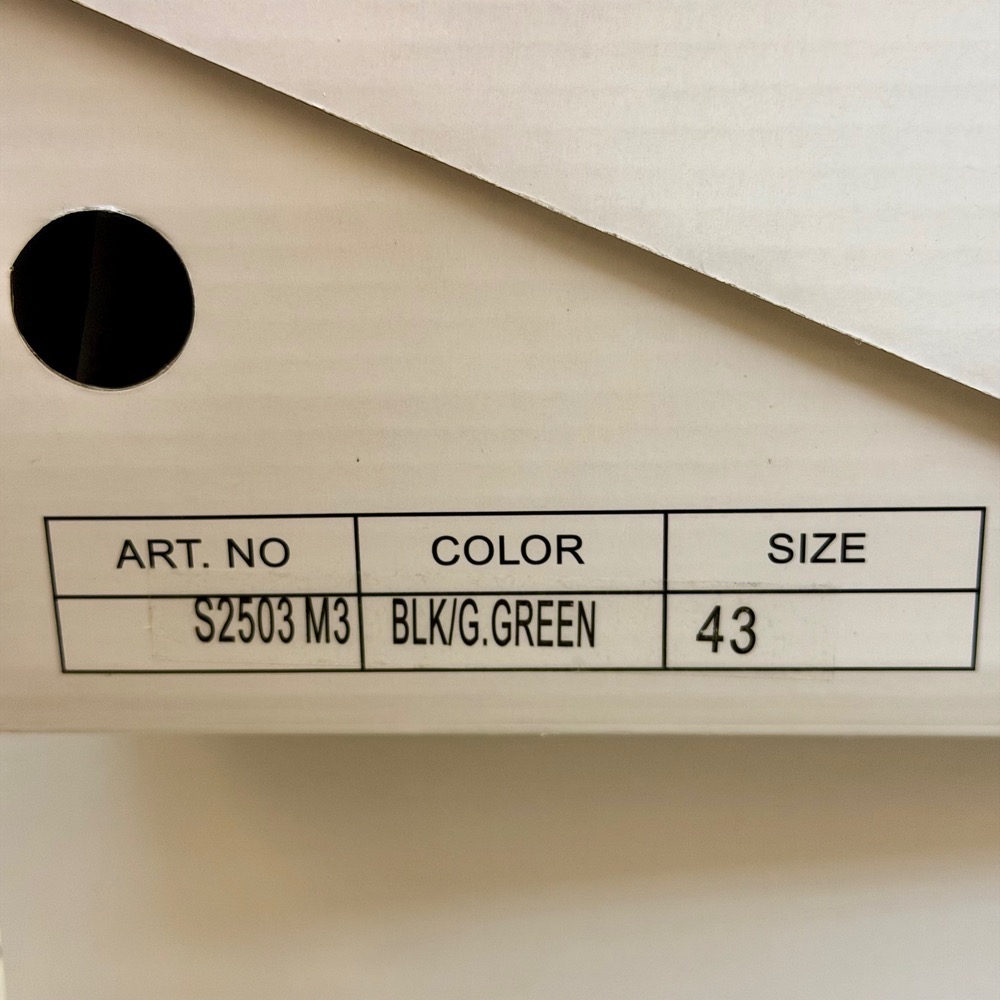 ART. NO COLOR SIZE
S2503 M3 BLK/G.GREEN 43